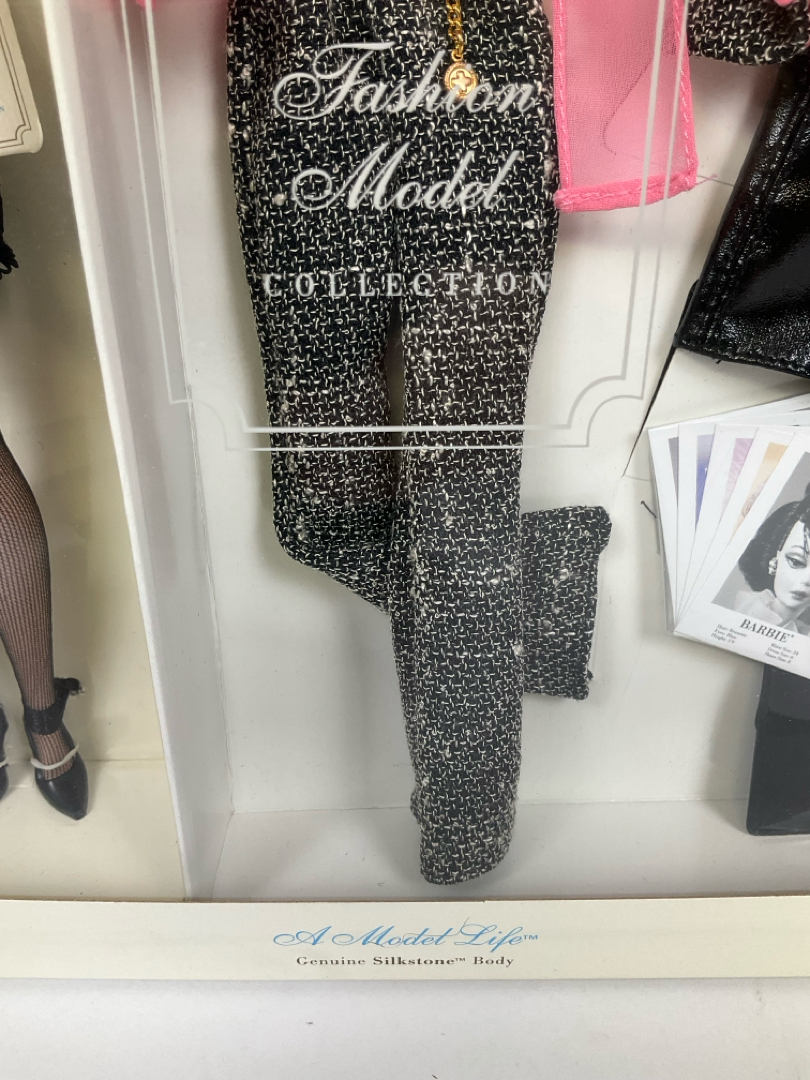 Fashion
Model
COLLECTION
BARBIE®
A Model Life™
Genuine Silkstone™ Body